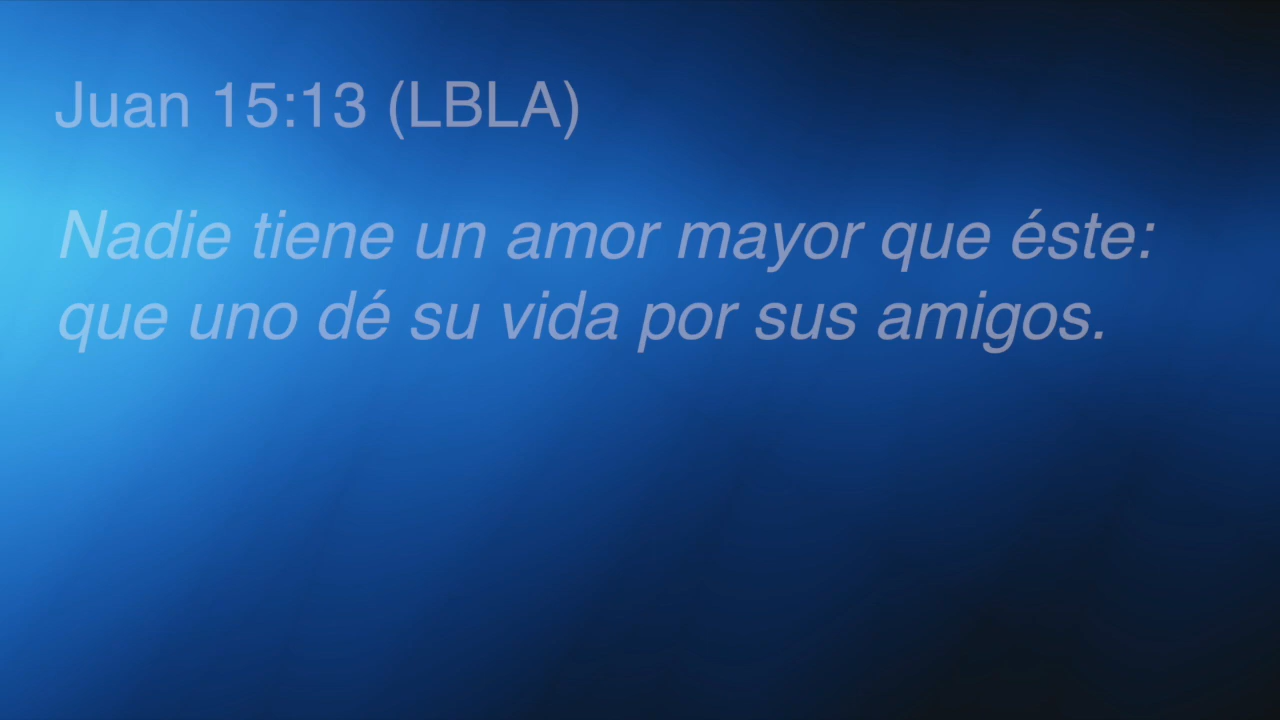 Juan 15:13 (LBLA)
Nadie tiene un amor mayor que éste:
que uno dé su vida por sus amigos.